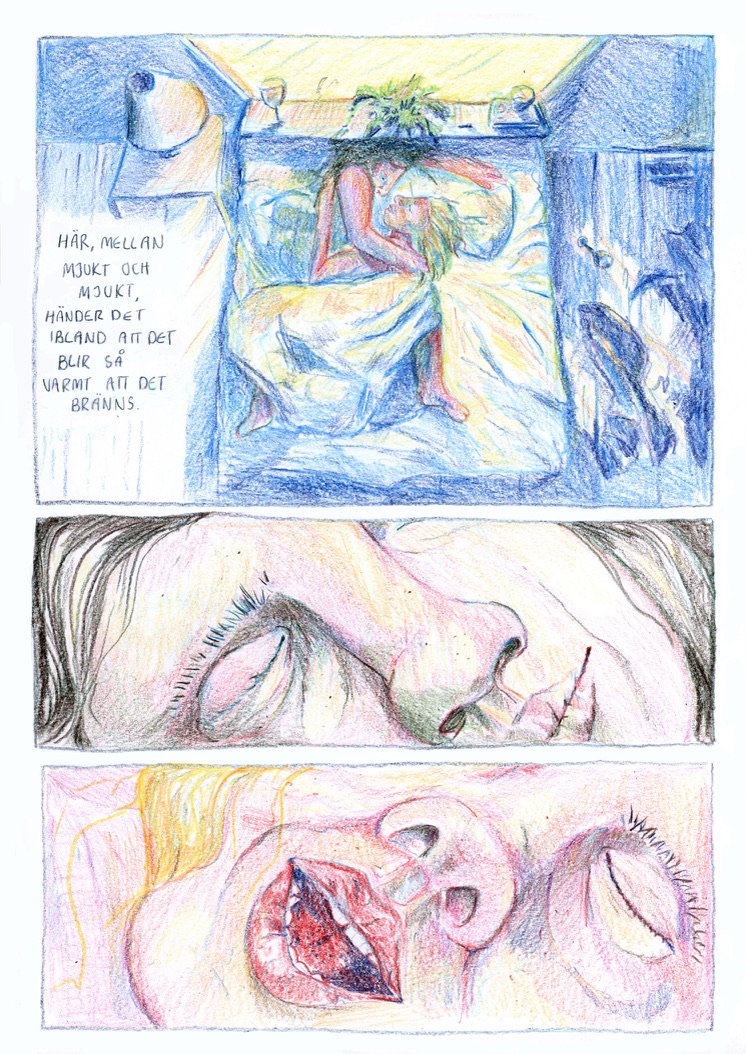 HÄR, MELLAN
MJUKT OCH
MJUKT,
HÄNDER DET
IBLAND ATT DET
BLIR SÅ
VARMT ATT DET
BRÄNNS.